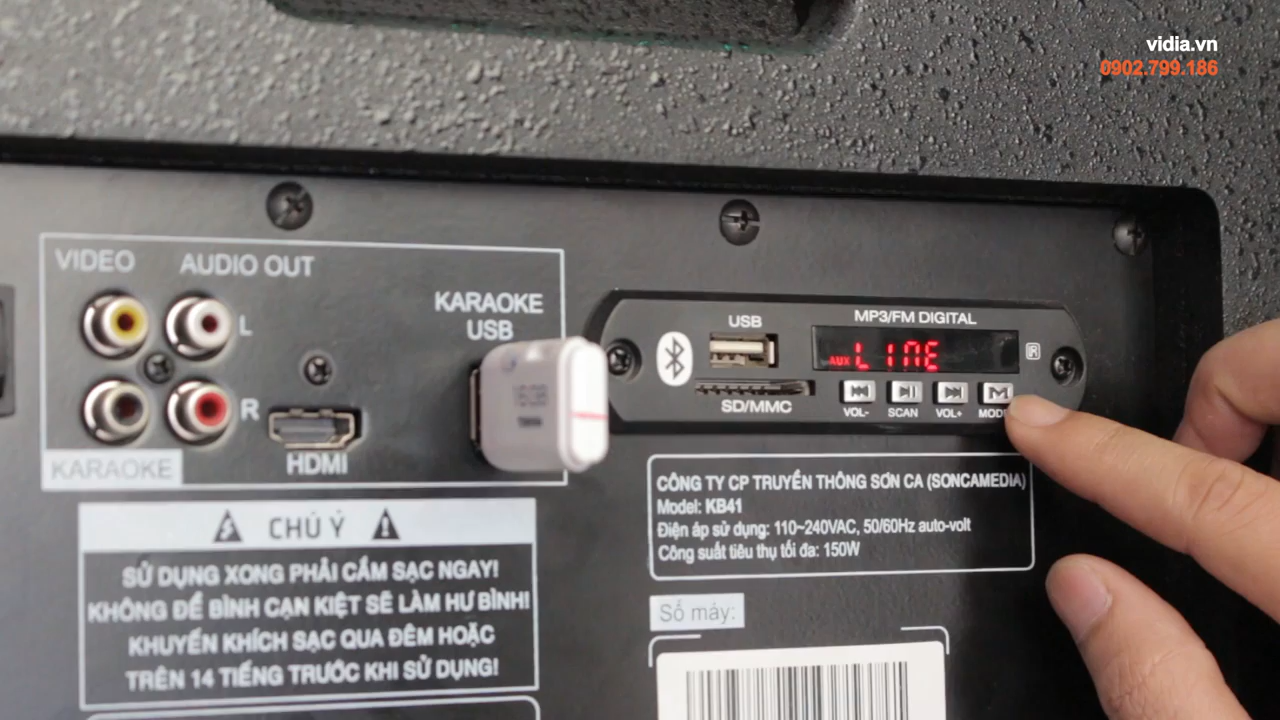 vidia.vn
0902.799.186
VIDEO
AUDIO OUT
L
R
KARAOKE
USB
HDMI
KARAOKE
USB
SD/MMC
MP3/FM DIGITAL
AUX LINE
IR
VOL-
SCAN
VOL+
M
CHÚ Ý
SỬ DỤNG XONG PHẢI CẮM SẠC NGAY!
KHÔNG ĐỂ BÌNH CẠN KIỆT SẼ LÀM HƯ BÌNH!
KHUYẾN KHÍCH SẠC QUA ĐÊM HOẶC
TRÊN 14 TIẾNG TRƯỚC KHI SỬ DỤNG!
CÔNG TY CP TRUYỀN THÔNG SƠN CA (SONCAMEDIA)
Model: KB41
Điện áp sử dụng: 110~240VAC, 50/60Hz auto-volt
Công suất tiêu thụ tối đa: 150W
Số máy: